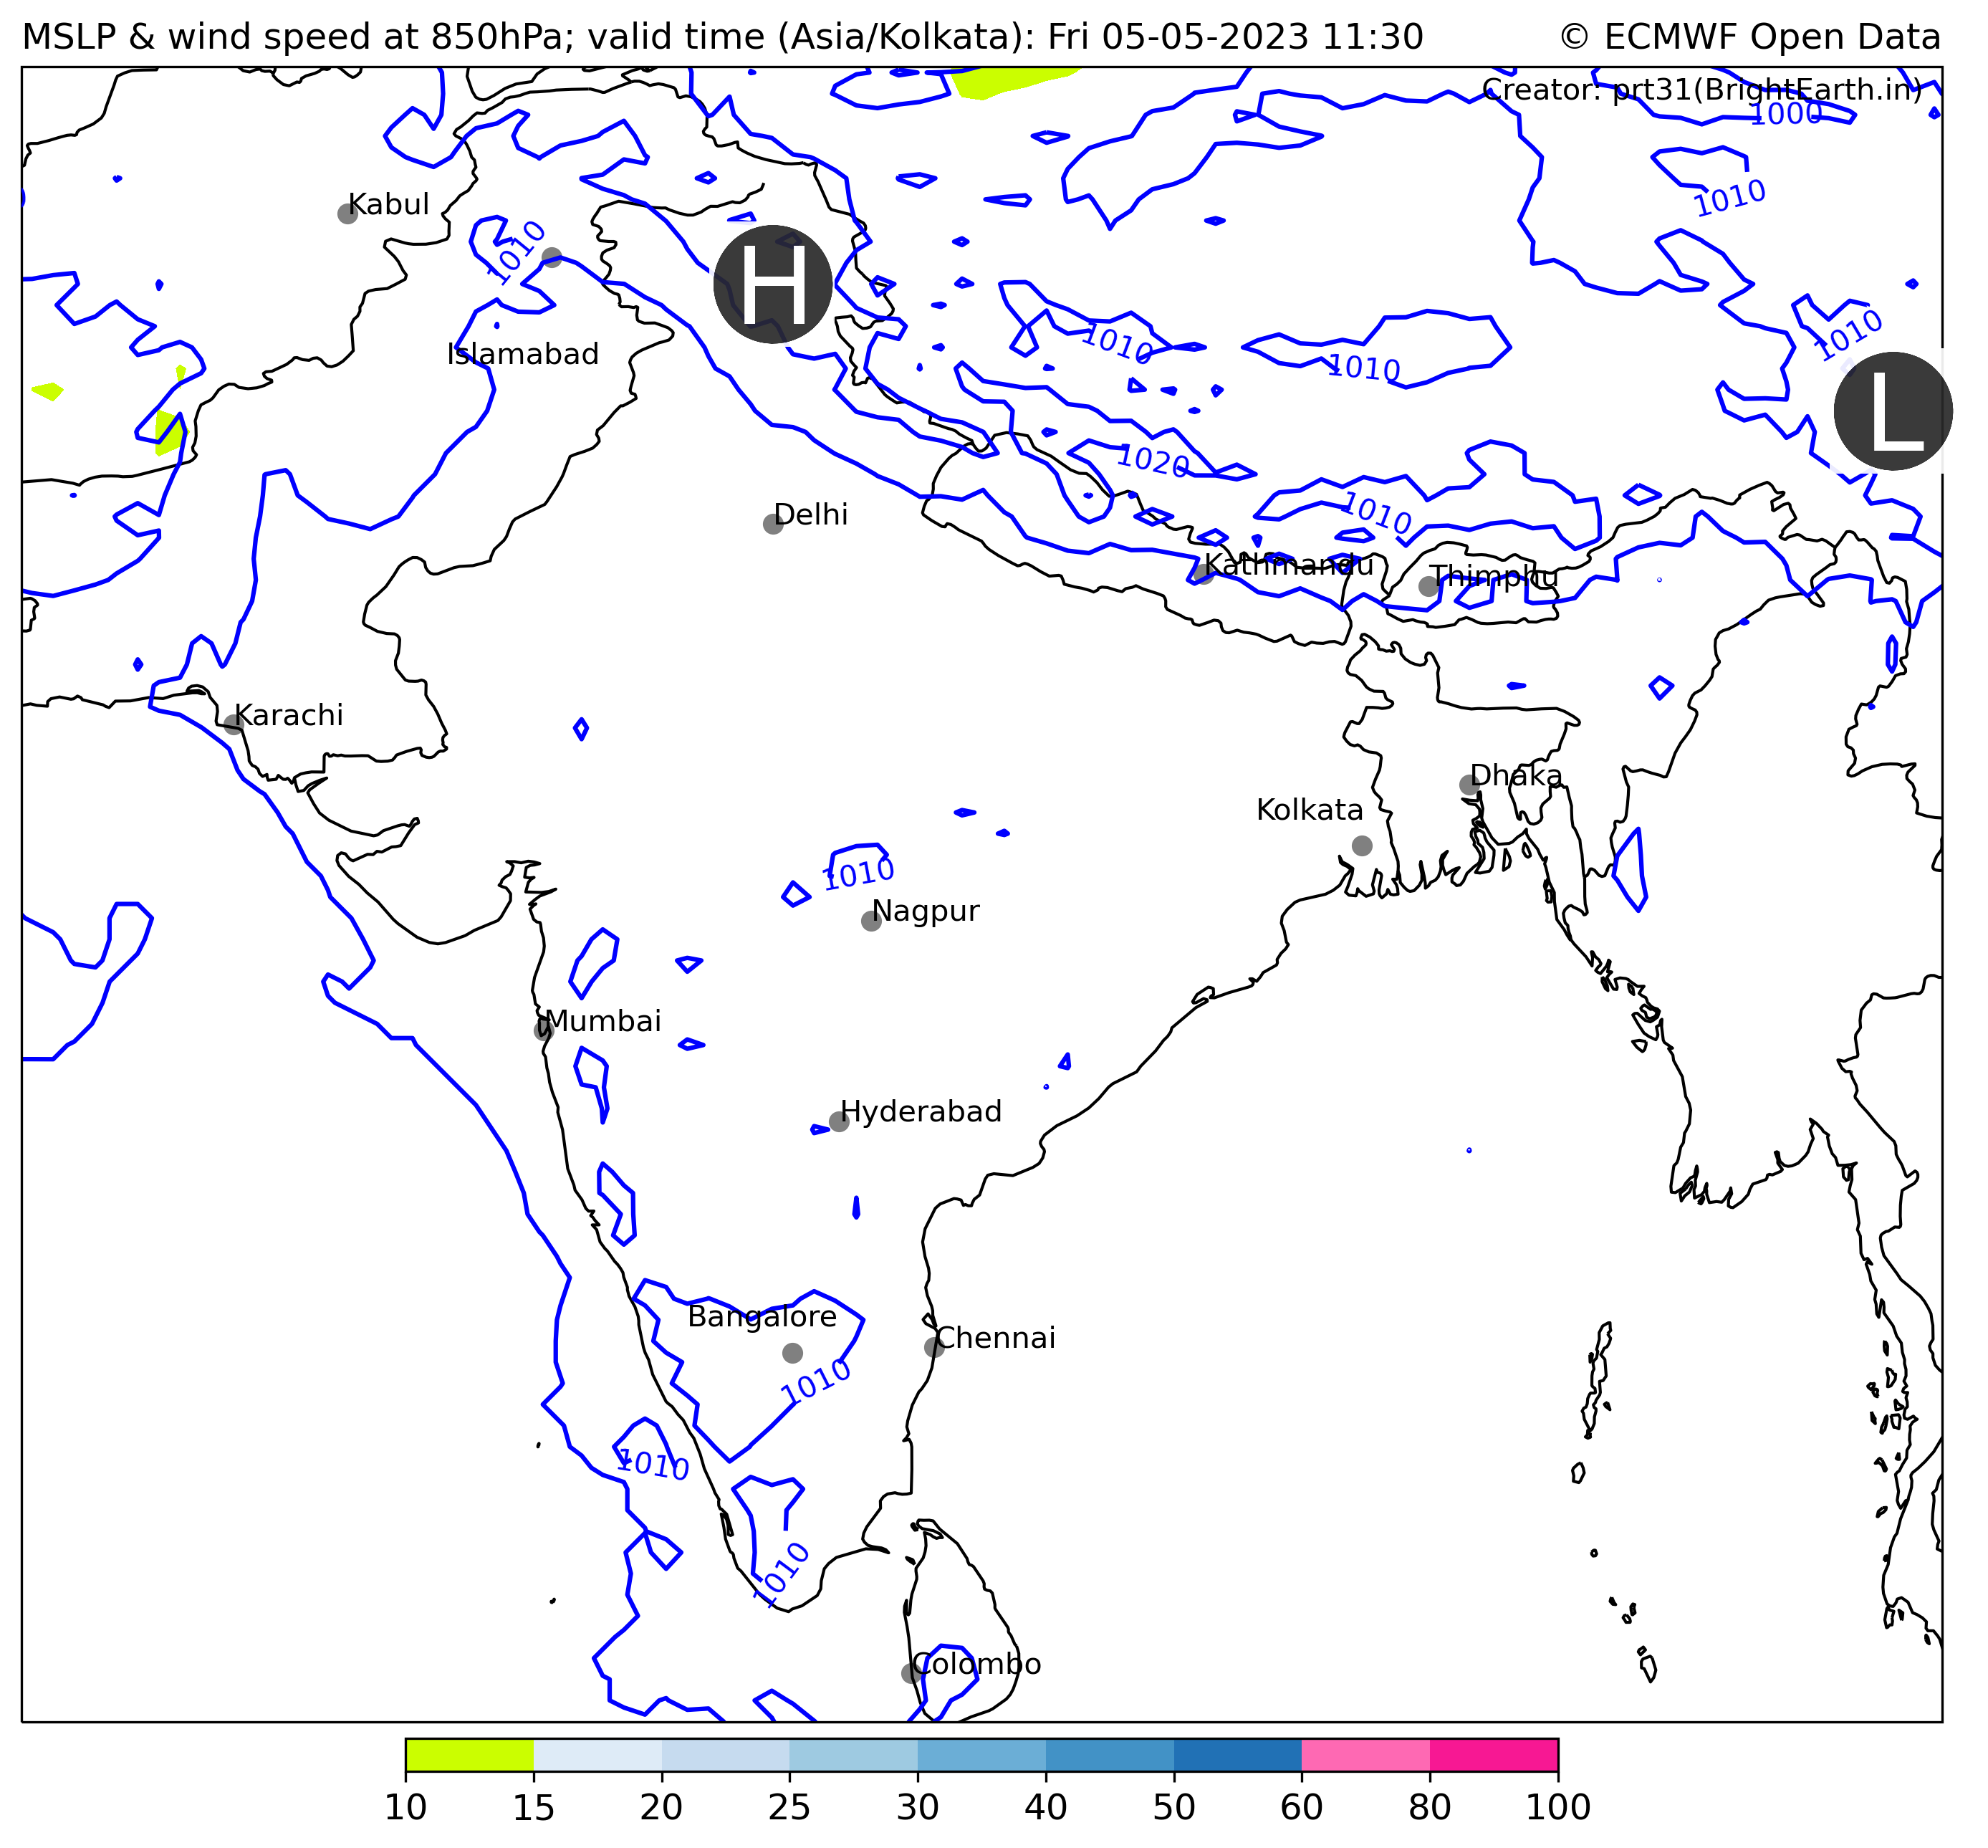 MSLP & wind speed at 850hPa; valid time (Asia/Kolkata): Fri 05-05-2023 11:30
© ECMWF Open Data
Creator: prt31(BrightEarth.in)
1000
1010
Kabul
1010
H
1010
1010
1010
Islamabad
L
1020
1010
Delhi
Kathmandu
Thimphu
Karachi
Dhaka
Kolkata
1010
Nagpur
Mumbai
Hyderabad
Bangalore
Chennai
1010
1010
1010
Colombo
10 15 20 25 30 40 50 60 80 100